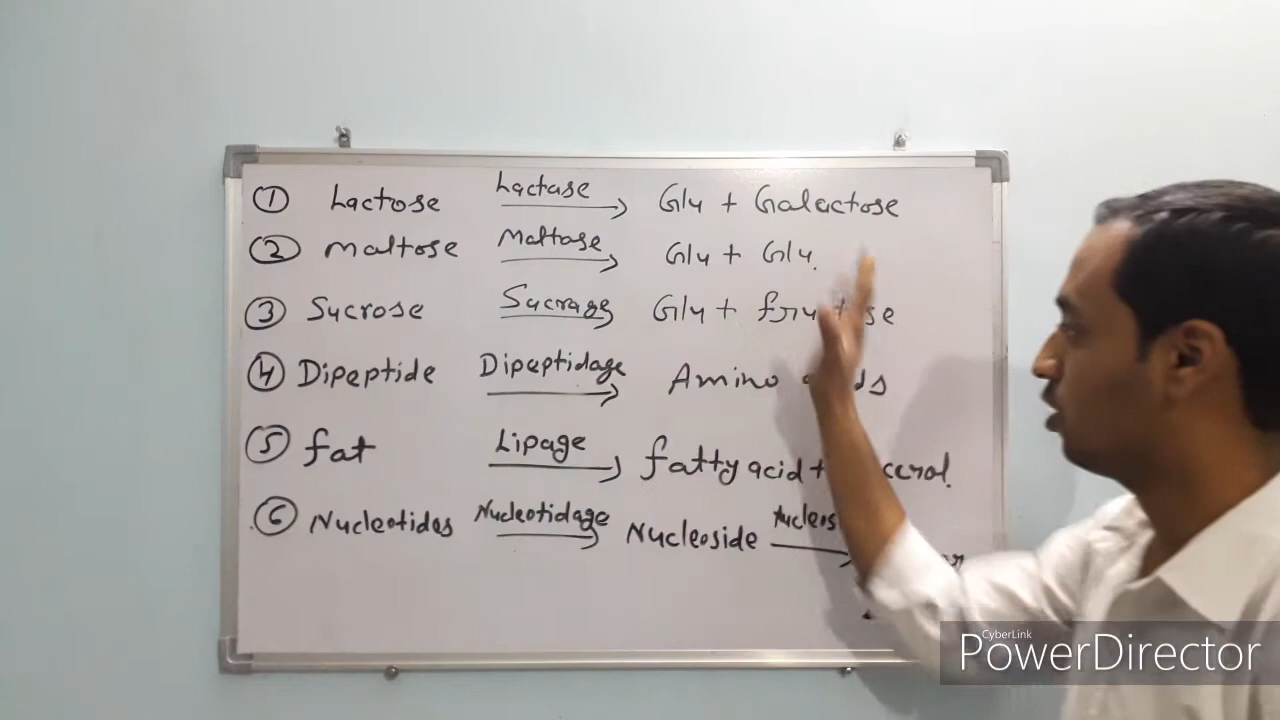 ① Lactose Lactase → Glu + Galactose
② Maltose Maltase → Glu + Glu.
③ Sucrose Sucrase → Glu +
④ Dipeptide Dipeptidase → Amino
⑤ fat Lipase → fatty acid +
⑥ Nucleotides Nucleotidase → Nucleoside →
CyberLink
PowerDirector